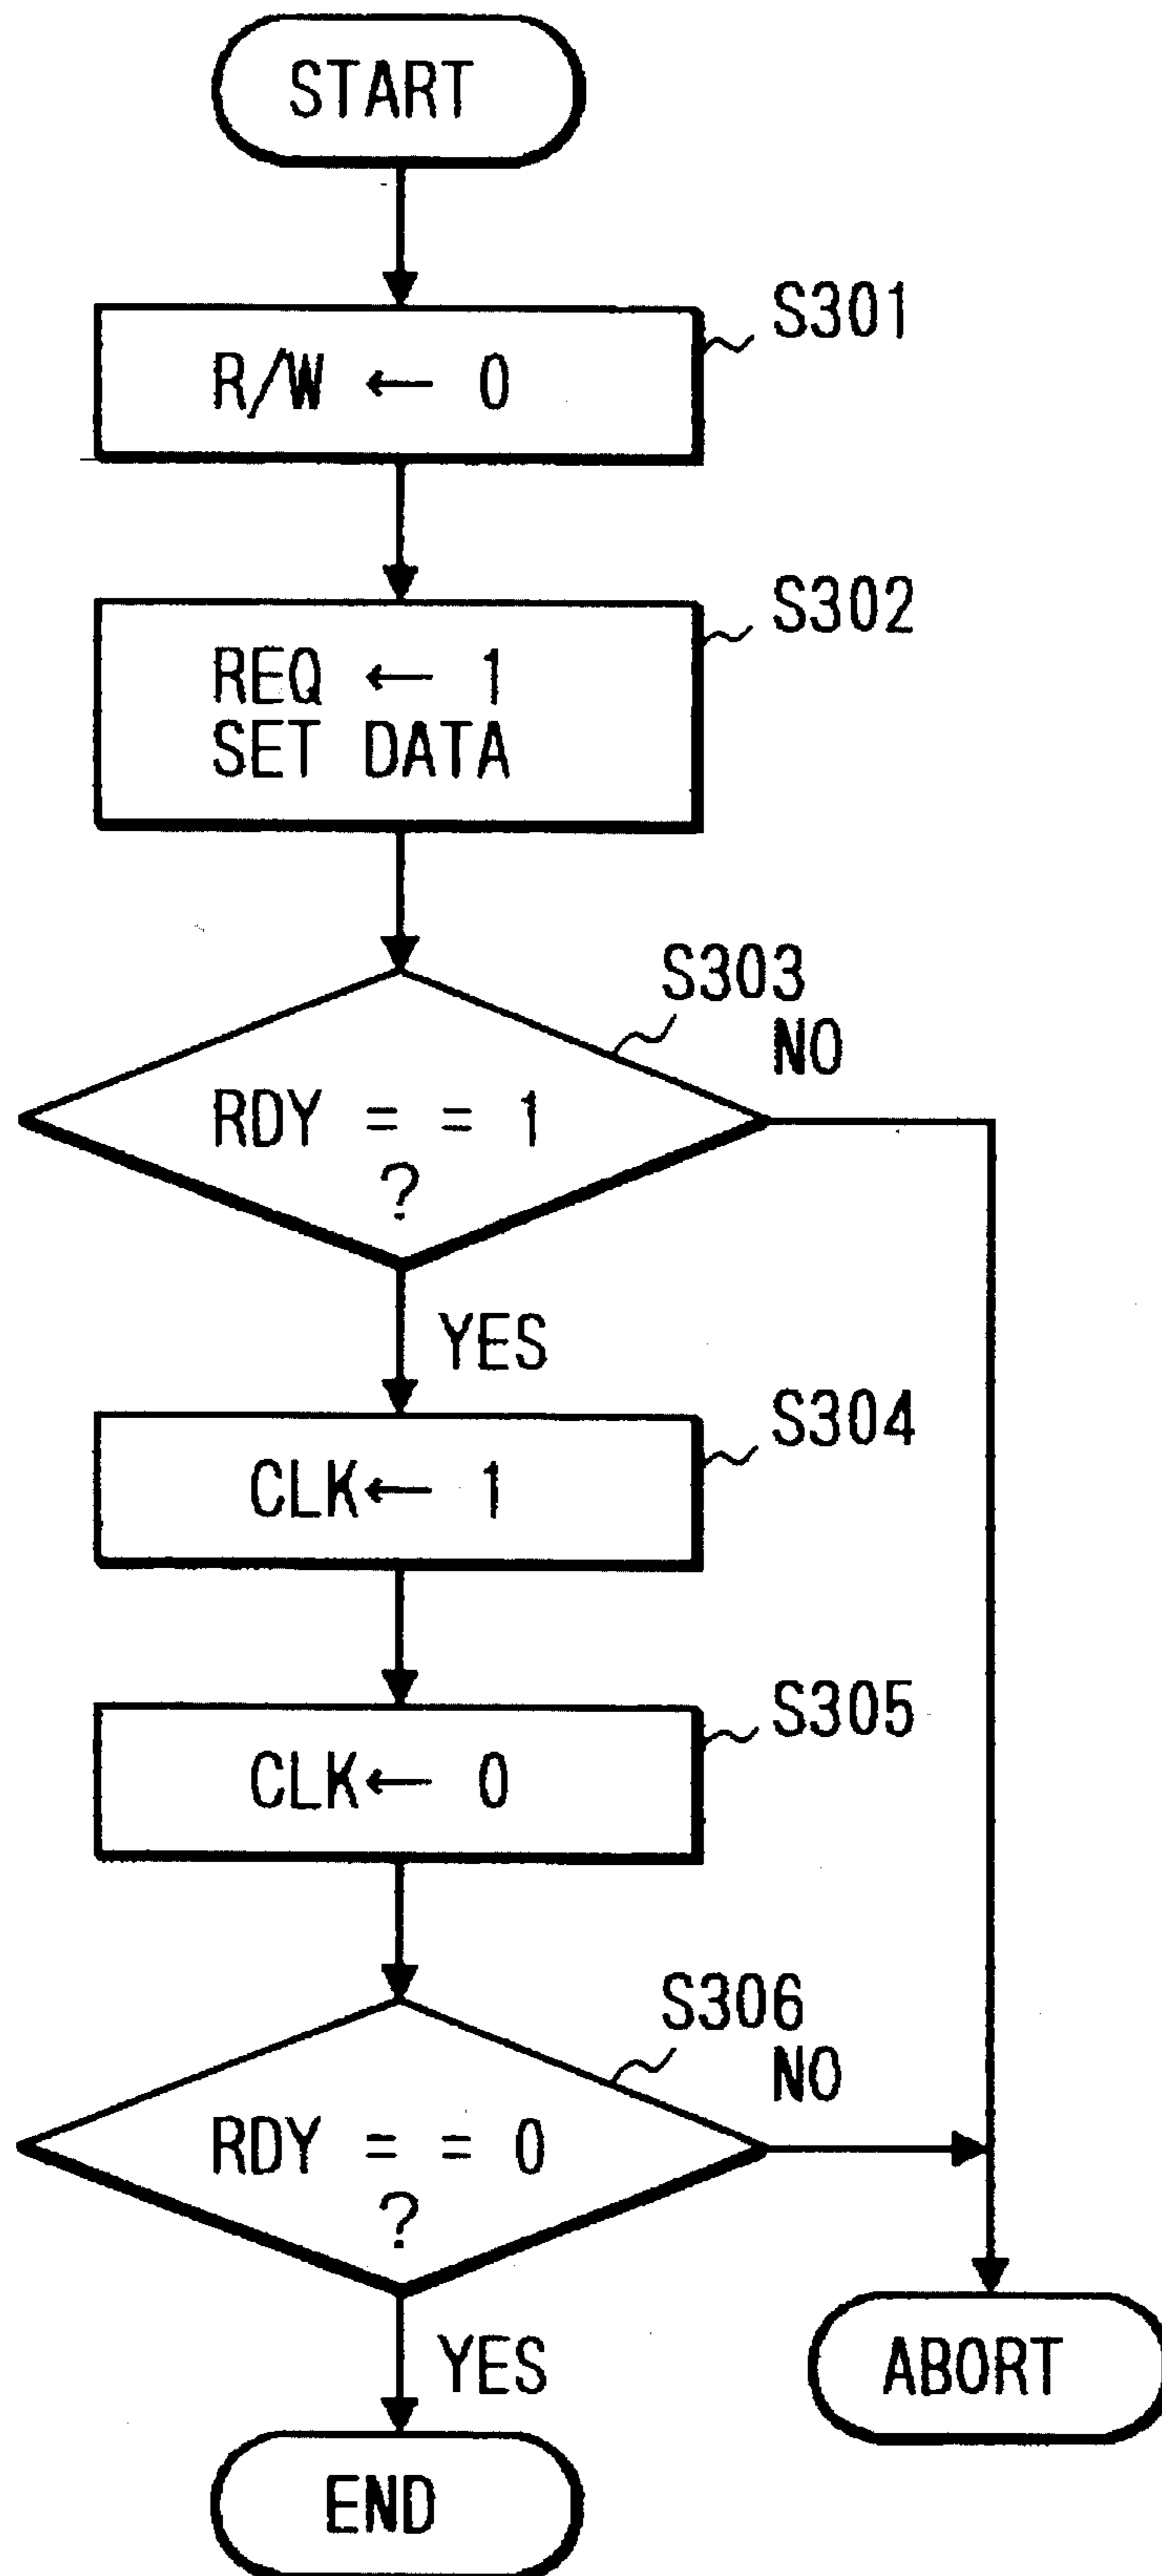 START
S301
R/W ← 0
S302
REQ ← 1
SET DATA
S303
NO
RDY = = 1
?
YES
S304
CLK← 1
S305
CLK← 0
S306
NO
RDY = = 0
?
YES
ABORT
END